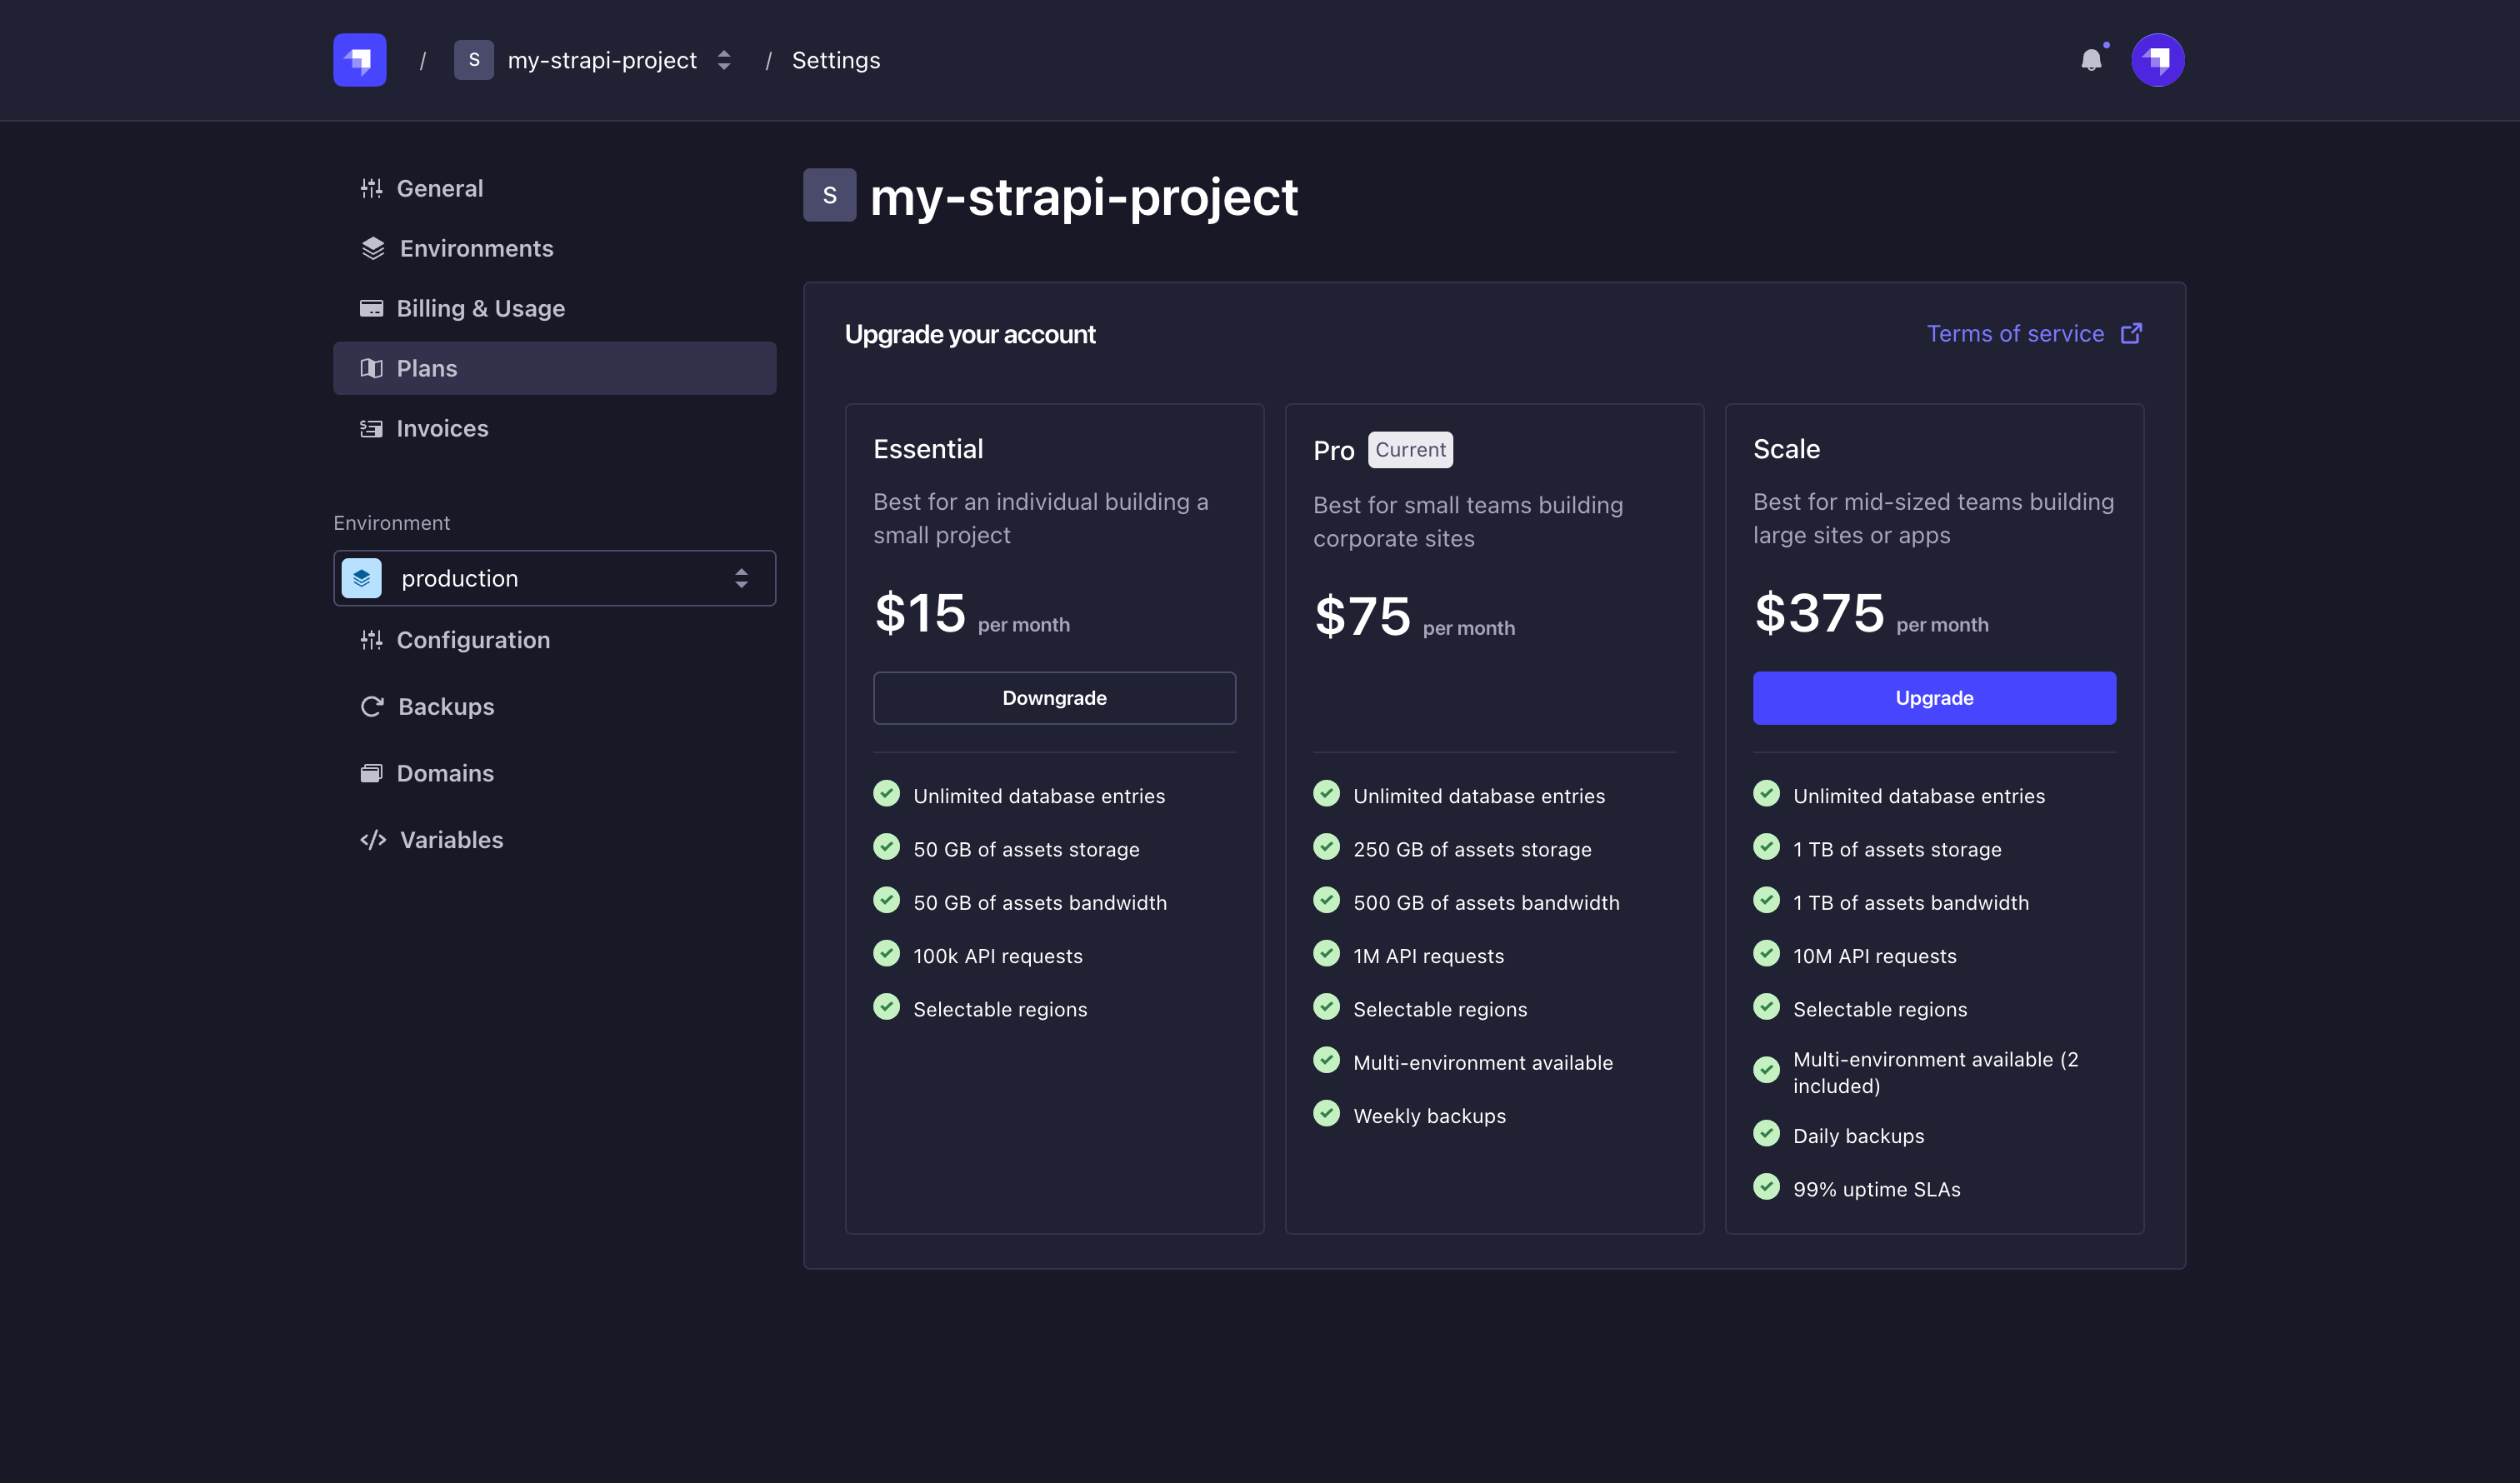 / S my-strapi-project / Settings
General
Environments
Billing & Usage
Plans
Invoices
Environment
production
Configuration
Backups
Domains
Variables
S my-strapi-project
Upgrade your account
Terms of service
Essential
Best for an individual building a
small project
$15 per month
Downgrade
Unlimited database entries
50 GB of assets storage
50 GB of assets bandwidth
100k API requests
Selectable regions
Pro Current
Best for small teams building
corporate sites
$75 per month
Unlimited database entries
250 GB of assets storage
500 GB of assets bandwidth
1M API requests
Selectable regions
Multi-environment available
Weekly backups
Scale
Best for mid-sized teams building
large sites or apps
$375 per month
Upgrade
Unlimited database entries
1 TB of assets storage
1 TB of assets bandwidth
10M API requests
Selectable regions
Multi-environment available (2
included)
Daily backups
99% uptime SLAs